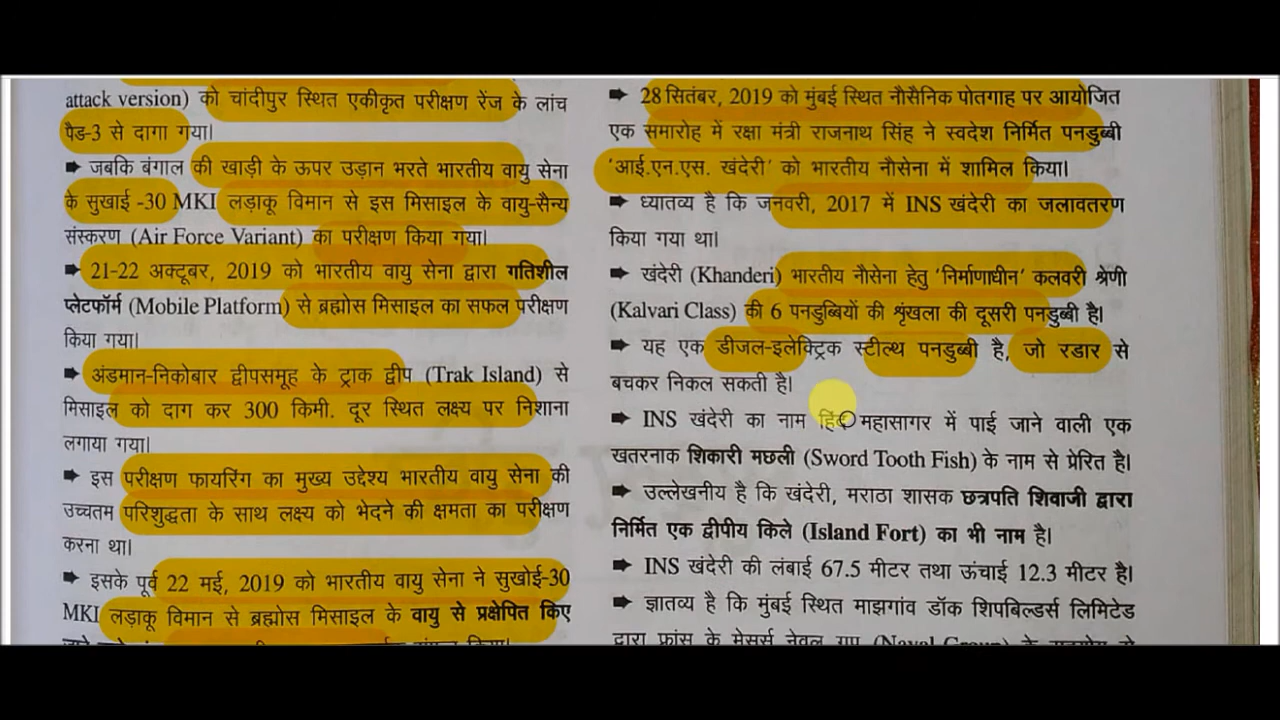 attack version) को चांदीपुर स्थित एकीकृत परीक्षण रेंज के लांच
पैड-3 से दागा गया।
➨ जबकि बंगाल की खाड़ी के ऊपर उड़ान भरते भारतीय वायु सेना
के सुखाई -30 MKI लड़ाकू विमान से इस मिसाइल के वायु-सैन्य
संस्करण (Air Force Variant) का परीक्षण किया गया।
➨ 21-22 अक्टूबर, 2019 को भारतीय वायु सेना द्वारा गतिशील
प्लेटफॉर्म (Mobile Platform) से ब्रह्मोस मिसाइल का सफल परीक्षण
किया गया।
➨ अंडमान-निकोबार द्वीपसमूह के ट्राक द्वीप (Trak Island) से
मिसाइल को दाग कर 300 किमी. दूर स्थित लक्ष्य पर निशाना
लगाया गया।
➨ इस परीक्षण फायरिंग का मुख्य उद्देश्य भारतीय वायु सेना की
उच्चतम परिशुद्धता के साथ लक्ष्य को भेदने की क्षमता का परीक्षण
करना था।
➨ इसके पूर्व 22 मई, 2019 को भारतीय वायु सेना ने सुखोई-30
MKI लड़ाकू विमान से ब्रह्मोस मिसाइल के वायु से प्रक्षेपित किए
➨ 28 सितंबर, 2019 को मुंबई स्थित नौसैनिक पोतगाह पर आयोजित
एक समारोह में रक्षा मंत्री राजनाथ सिंह ने स्वदेश निर्मित पनडुब्बी
'आई.एन.एस. खंदेरी' को भारतीय नौसेना में शामिल किया।
➨ ध्यातव्य है कि जनवरी, 2017 में INS खंदेरी का जलावतरण
किया गया था।
➨ खंदेरी (Khanderi) भारतीय नौसेना हेतु 'निर्माणाधीन' कलवरी श्रेणी
(Kalvari Class) की 6 पनडुब्बियों की शृंखला की दूसरी पनडुब्बी है।
➨ यह एक डीजल-इलेक्ट्रिक स्टील्थ पनडुब्बी है, जो रडार से
बचकर निकल सकती है।
➨ INS खंदेरी का नाम हिंद महासागर में पाई जाने वाली एक
खतरनाक शिकारी मछली (Sword Tooth Fish) के नाम से प्रेरित है।
➨ उल्लेखनीय है कि खंदेरी, मराठा शासक छत्रपति शिवाजी द्वारा
निर्मित एक द्वीपीय किले (Island Fort) का भी नाम है।
➨ INS खंदेरी की लंबाई 67.5 मीटर तथा ऊंचाई 12.3 मीटर है।
➨ ज्ञातव्य है कि मुंबई स्थित माझगांव डॉक शिपबिल्डर्स लिमिटेड
द्वारा फ्रांस के मेसर्स नेवल ग्रुप (Naval Group) के सहयोग से